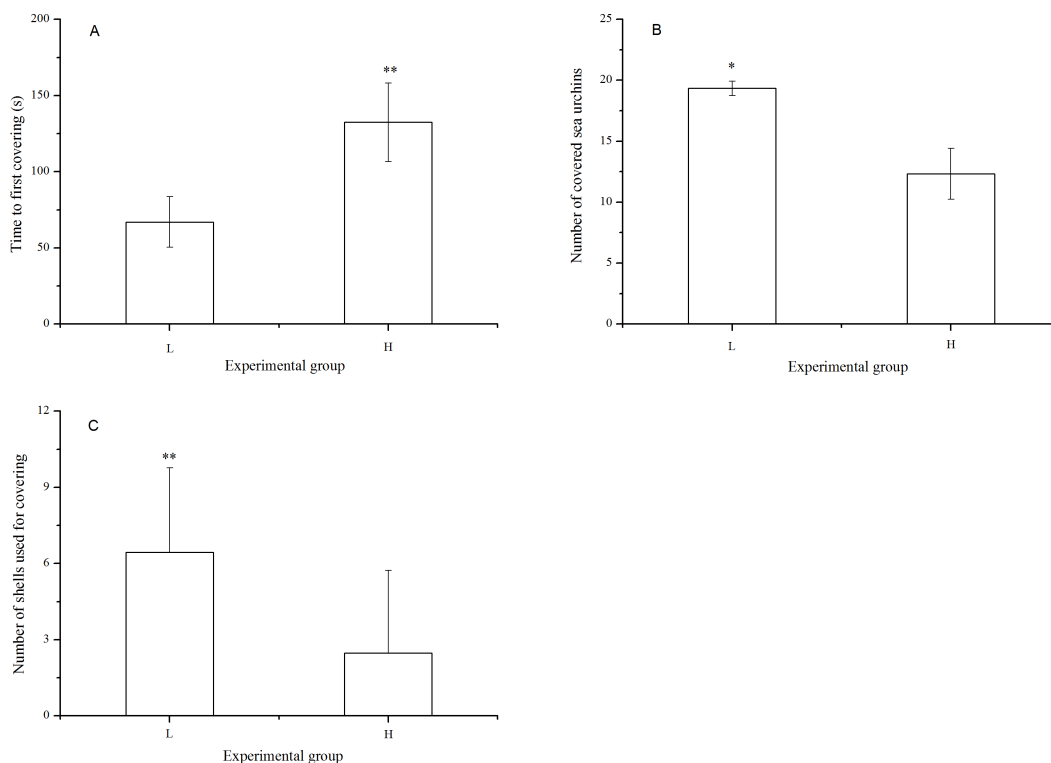 A
Time to first covering (s)
200
150
100
50
0
**
L
H
Experimental group
B
Number of covered sea urchins
25
20
15
10
5
0
*
L
H
Experimental group
C
Number of shells used for covering
12
9
6
3
0
**
L
H
Experimental group